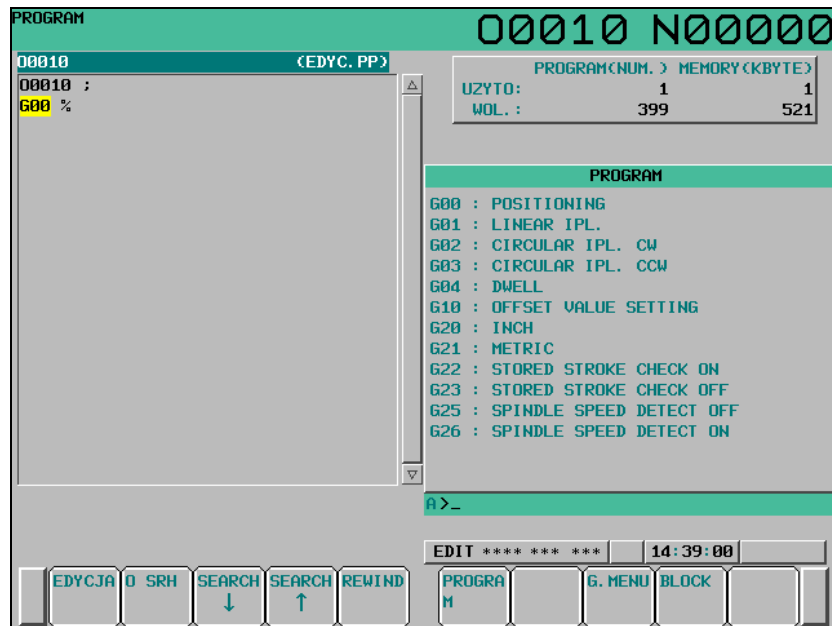 PROGRAM
O0010 N00000
O0010 (EDYC.PP)
O0010 ;
G00 %
PROGRAM(NUM.) MEMORY(KBYTE)
UZYTO: 1 1
WOL.: 399 521
PROGRAM
G00 : POSITIONING
G01 : LINEAR IPL.
G02 : CIRCULAR IPL. CW
G03 : CIRCULAR IPL. CCW
G04 : DWELL
G10 : OFFSET VALUE SETTING
G20 : INCH
G21 : METRIC
G22 : STORED STROKE CHECK ON
G23 : STORED STROKE CHECK OFF
G25 : SPINDLE SPEED DETECT OFF
G26 : SPINDLE SPEED DETECT ON
A>_
EDIT **** *** *** 14:39:00
EDYCJA O SRH SEARCH ↓ SEARCH ↑ REWIND
PROGRA
M G.MENU BLOCK